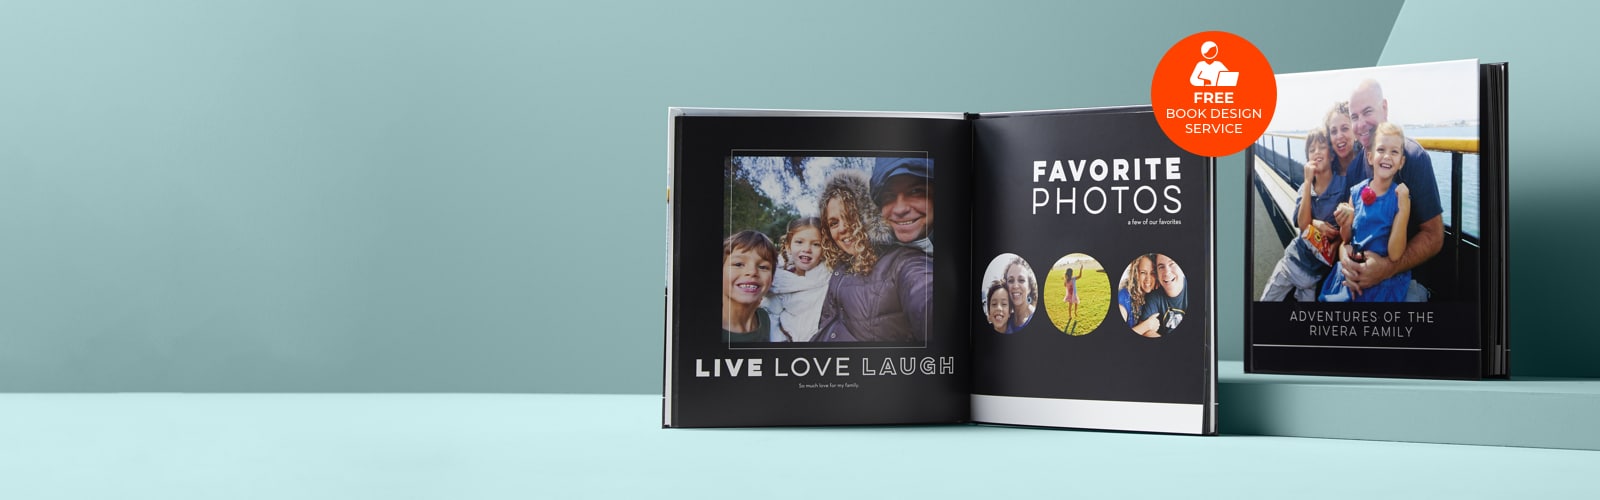 LIVE LOVE LAUGH
So much love for my family.
FAVORITE
PHOTOS
a few of our favorites
FREE
BOOK DESIGN
SERVICE
ADVENTURES OF THE
RIVERA FAMILY